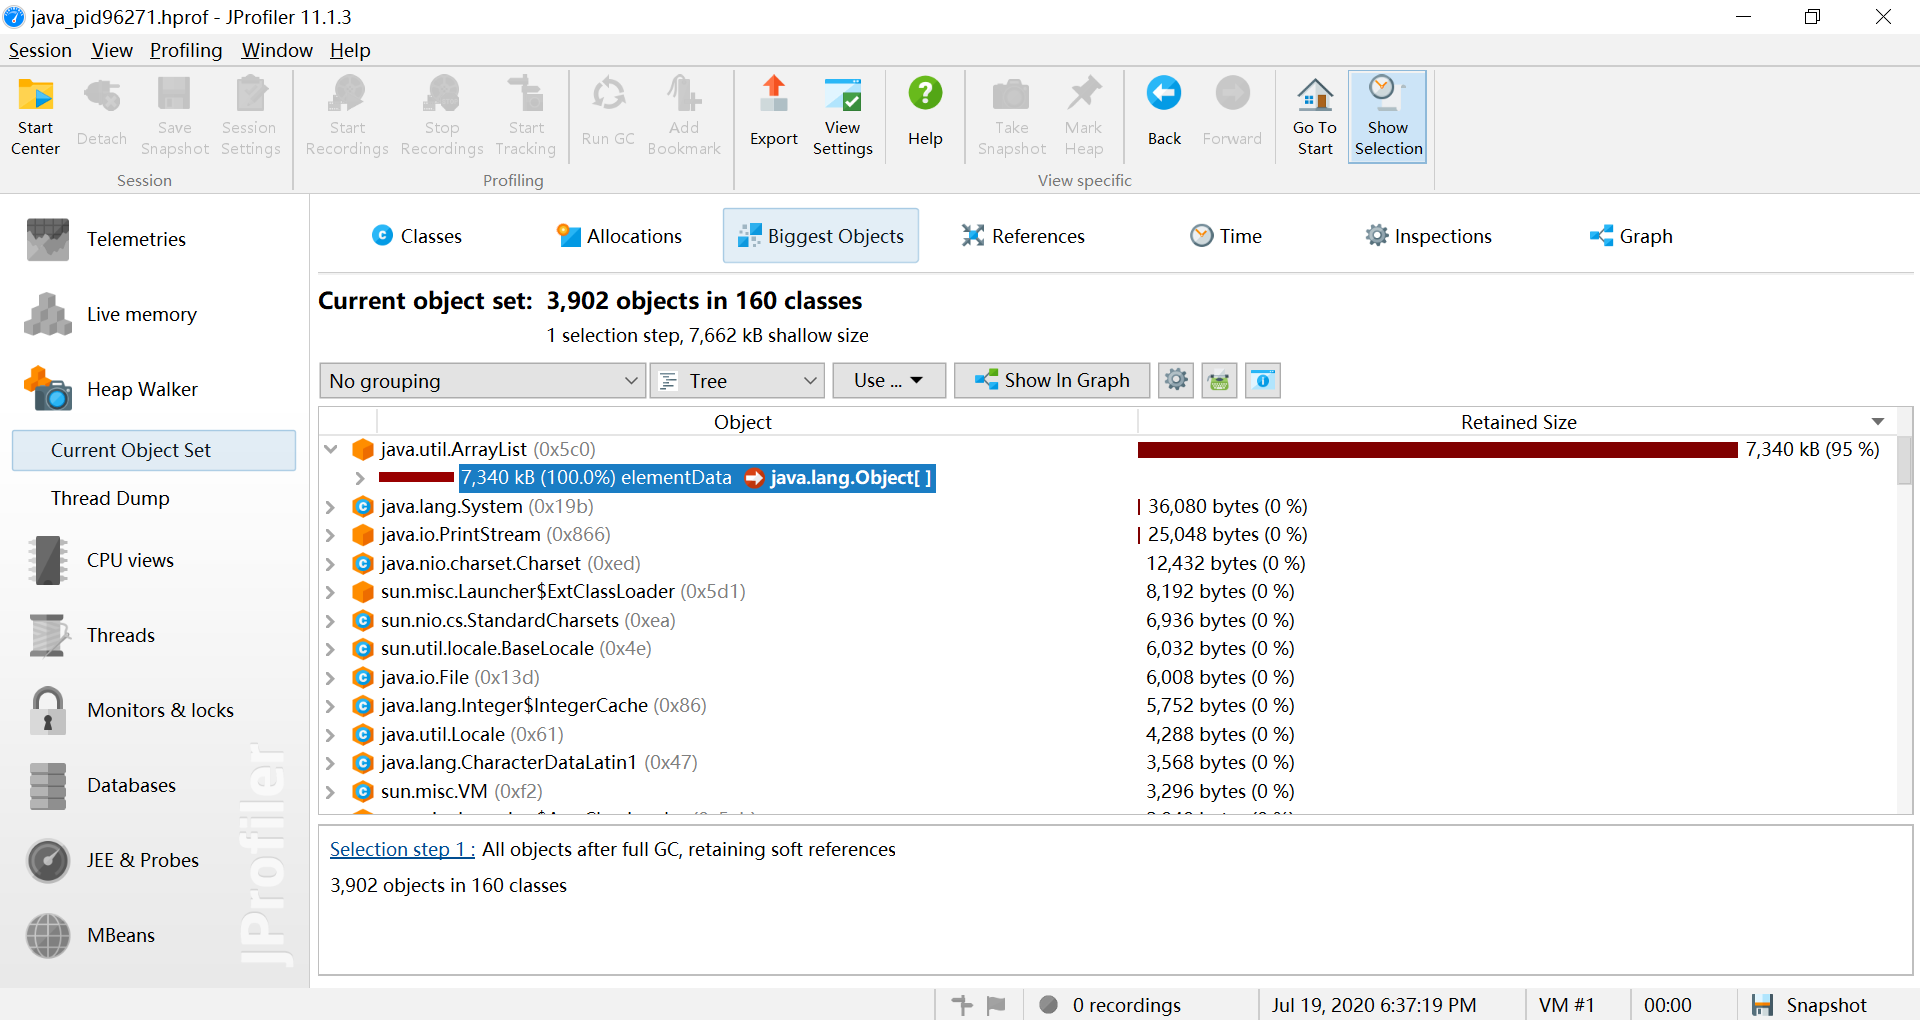 java_pid96271.hprof - JProfiler 11.1.3
Session View Profiling Window Help
Start Center
Detach
Save Snapshot
Session Settings
Start Recordings
Stop Recordings
Start Tracking
Run GC
Add Bookmark
Export
View Settings
Help
Take Snapshot
Mark Heap
Back
Forward
Go To Start
Show Selection
Session
Profiling
View specific
Telemetries
Live memory
Heap Walker
Current Object Set
Thread Dump
CPU views
Threads
Monitors & locks
Databases
JEE & Probes
MBeans
JProfiler
Classes
Allocations
Biggest Objects
References
Time
Inspections
Graph
Current object set: 3,902 objects in 160 classes
1 selection step, 7,662 kB shallow size
No grouping
Tree
Use ...
Show In Graph
Object Retained Size
java.util.ArrayList (0x5c0) 7,340 kB (95 %)
7,340 kB (100.0%) elementData java.lang.Object[ ]
java.lang.System (0x19b) 36,080 bytes (0 %)
java.io.PrintStream (0x866) 25,048 bytes (0 %)
java.nio.charset.Charset (0xed) 12,432 bytes (0 %)
sun.misc.Launcher$ExtClassLoader (0x5d1) 8,192 bytes (0 %)
sun.nio.cs.StandardCharsets (0xea) 6,936 bytes (0 %)
sun.util.locale.BaseLocale (0x4e) 6,032 bytes (0 %)
java.io.File (0x13d) 6,008 bytes (0 %)
java.lang.Integer$IntegerCache (0x86) 5,752 bytes (0 %)
java.util.Locale (0x61) 4,288 bytes (0 %)
java.lang.CharacterDataLatin1 (0x47) 3,568 bytes (0 %)
sun.misc.VM (0xf2) 3,296 bytes (0 %)
Selection step 1 : All objects after full GC, retaining soft references
3,902 objects in 160 classes
0 recordings
Jul 19, 2020 6:37:19 PM
VM #1
00:00
Snapshot